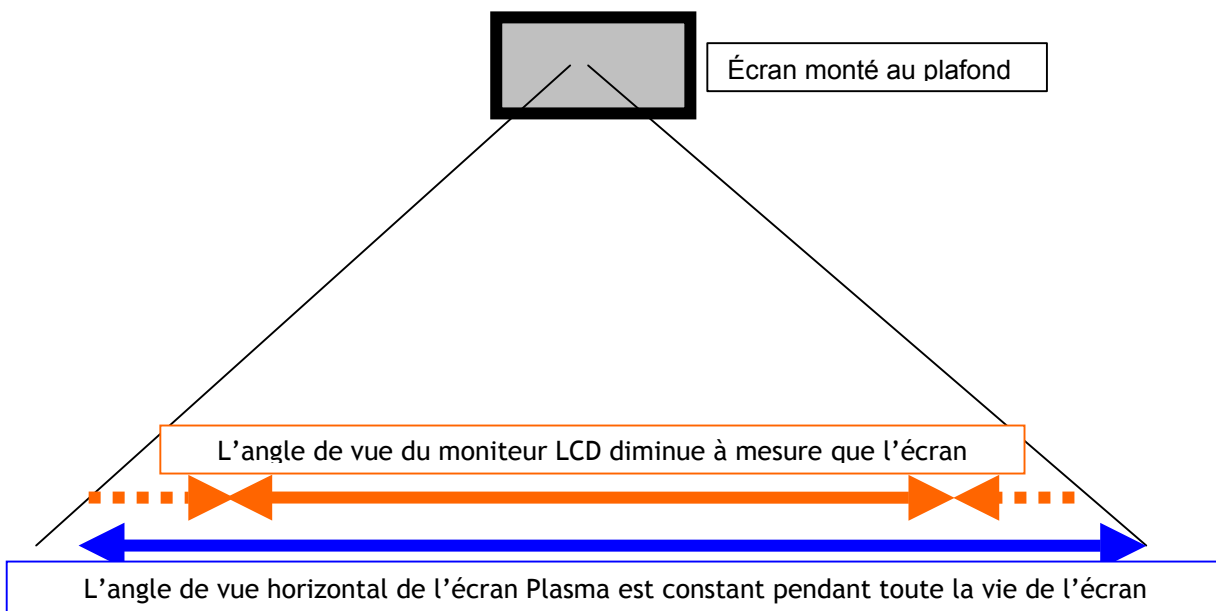 Écran monté au plafond
L’angle de vue du moniteur LCD diminue à mesure que l’écran
L’angle de vue horizontal de l’écran Plasma est constant pendant toute la vie de l’écran